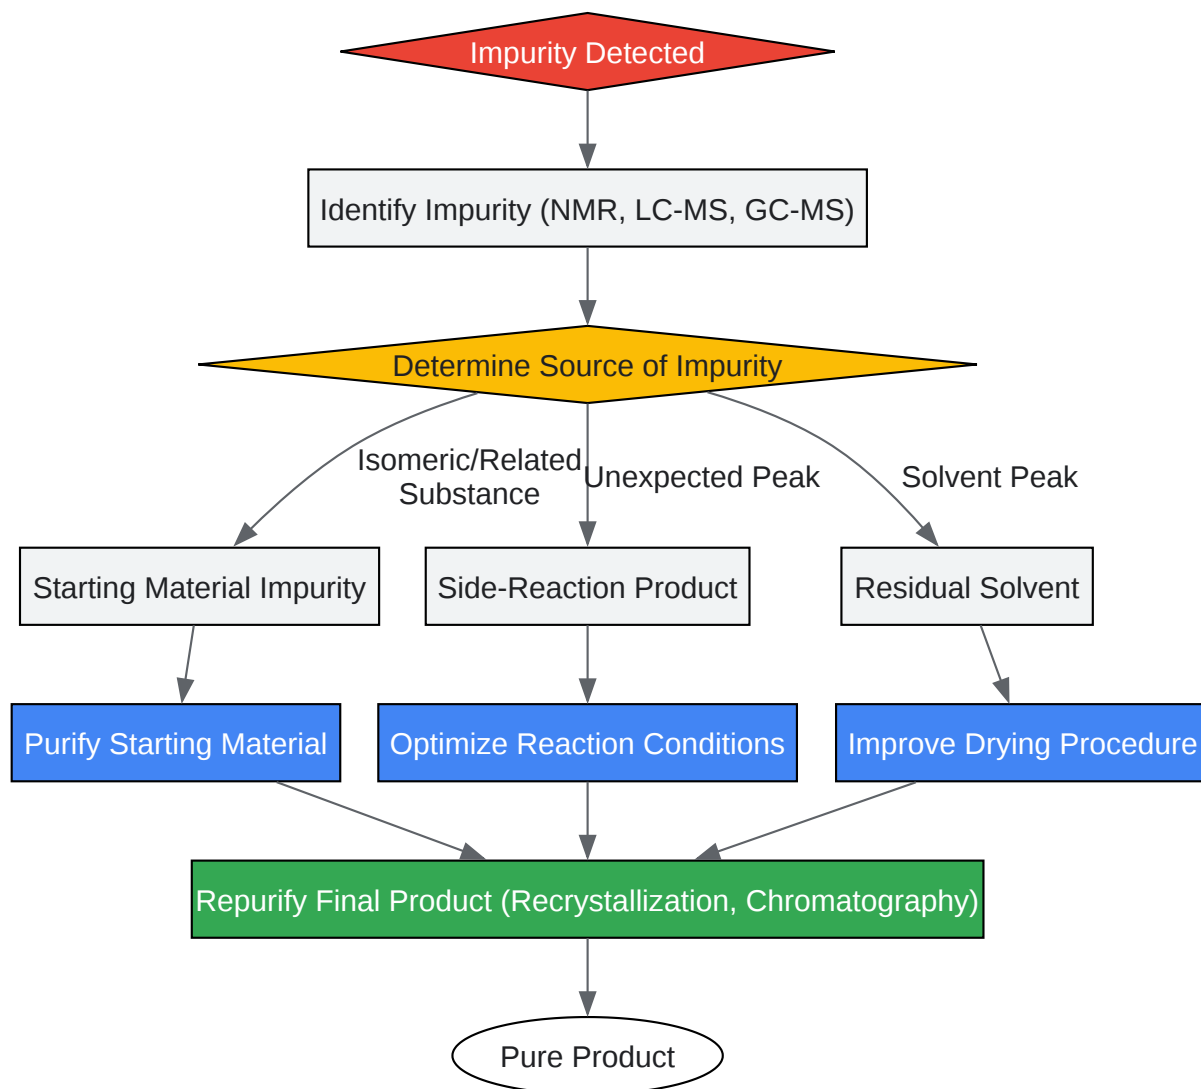 Impurity Detected
Identify Impurity (NMR, LC-MS, GC-MS)
Determine Source of Impurity
Isomeric/Related
Substance
Unexpected Peak
Solvent Peak
Starting Material Impurity
Side-Reaction Product
Residual Solvent
Purify Starting Material
Optimize Reaction Conditions
Improve Drying Procedure
Repurify Final Product (Recrystallization, Chromatography)
Pure Product